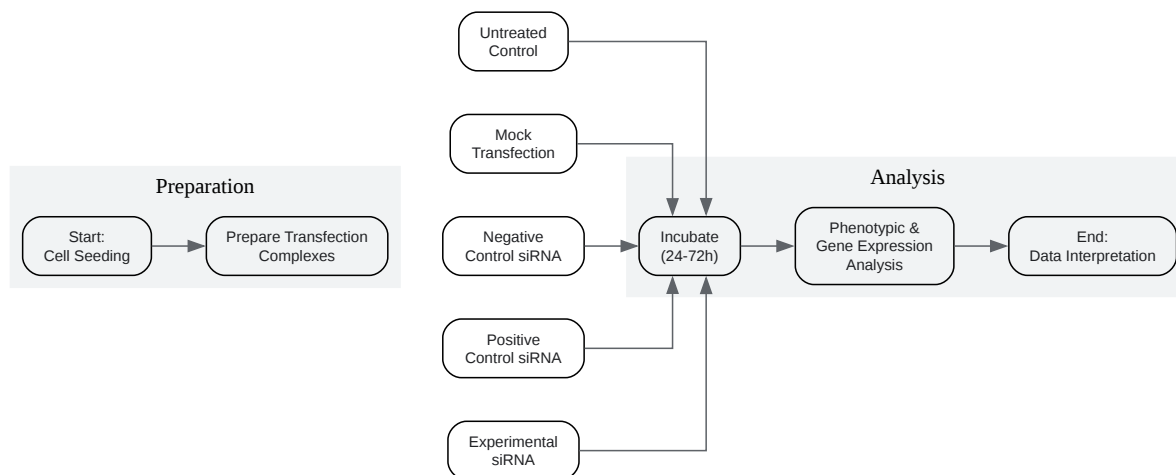 Preparation
Start:
Cell Seeding
Prepare Transfection
Complexes
Untreated
Control
Mock
Transfection
Negative
Control siRNA
Positive
Control siRNA
Experimental
siRNA
Analysis
Incubate
(24-72h)
Phenotypic &
Gene Expression
Analysis
End:
Data Interpretation